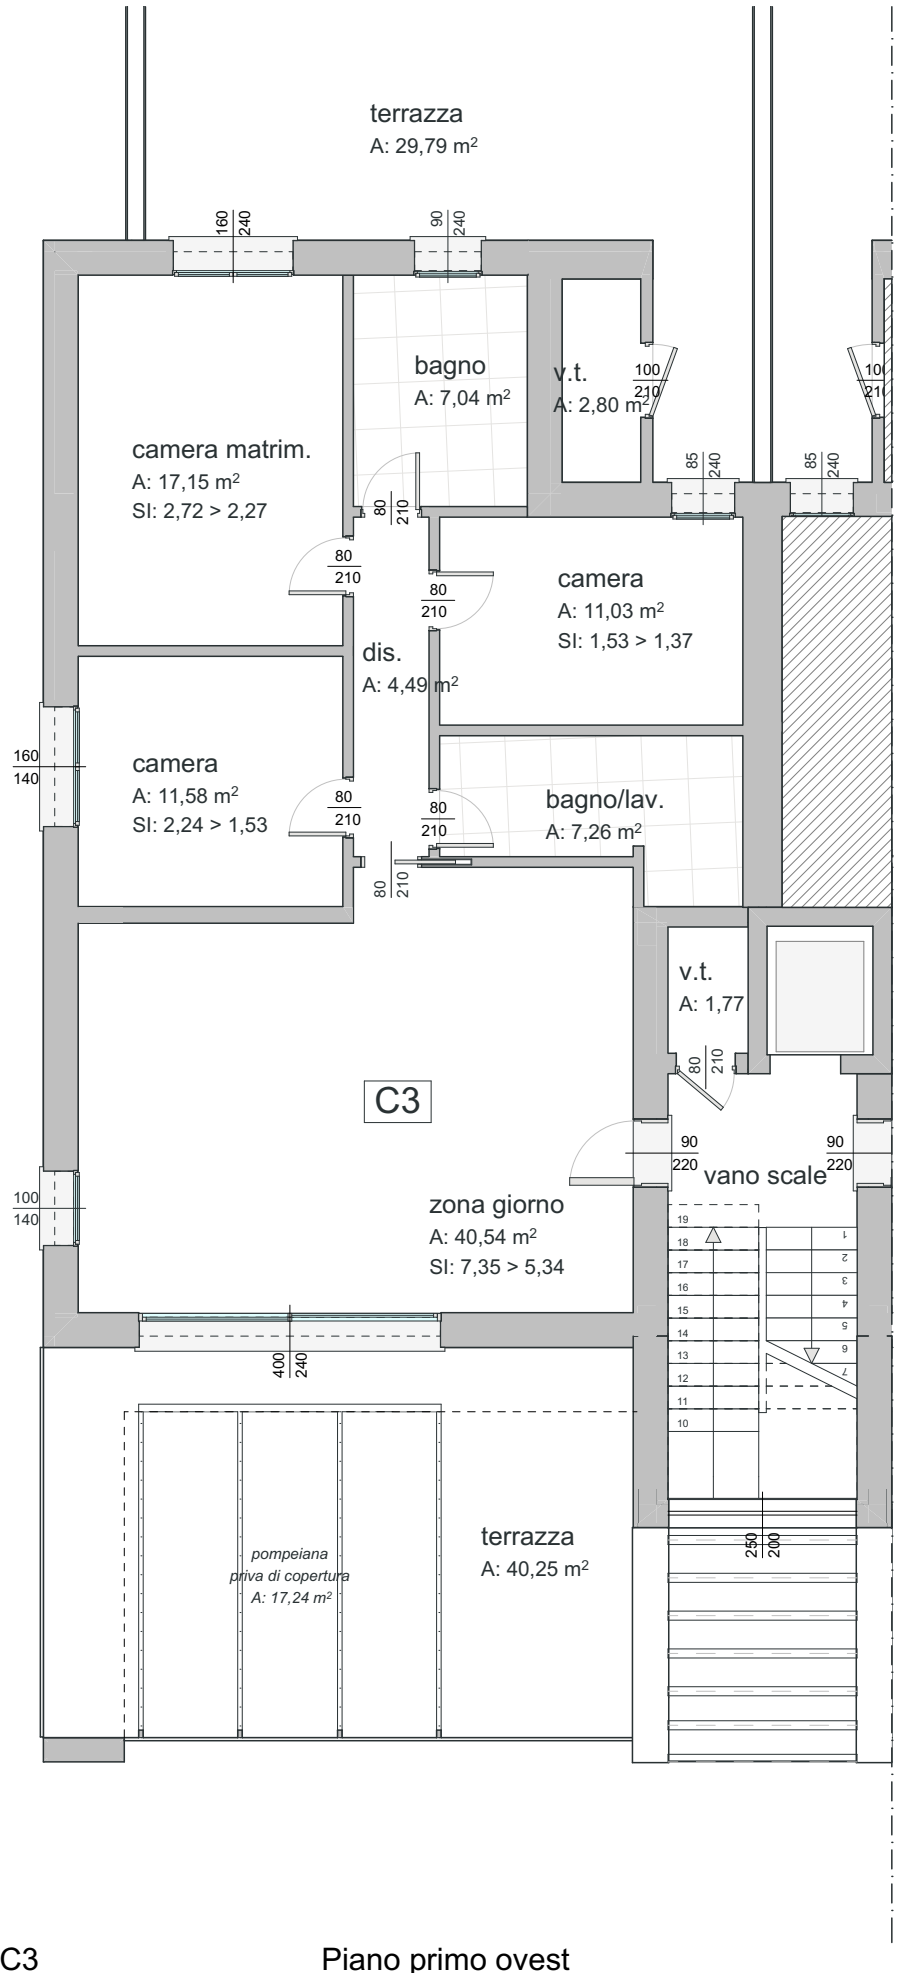 terrazza
A: 29,79 m²
160
240
90
240
bagno
A: 7,04 m²
v.t.
A: 2,80 m²
100
210
camera matrim.
A: 17,15 m²
SI: 2,72 > 2,27
85
240
85
240
80
210
80
210
80
210
camera
A: 11,03 m²
SI: 1,53 > 1,37
dis.
A: 4,49 m²
160
140
camera
A: 11,58 m²
SI: 2,24 > 1,53
80
210
80
210
bagno/lav.
A: 7,26 m²
80
210
v.t.
A: 1,77
80
210
C3
90
220
90
220
vano scale
100
140
zona giorno
A: 40,54 m²
SI: 7,35 > 5,34
19
18
17
16
15
14
13
12
11
10
1
2
3
4
5
6
7
400
240
terrazza
A: 40,25 m²
pompeiana
priva di copertura
A: 17,24 m²
250
200
C3 Piano primo ovest